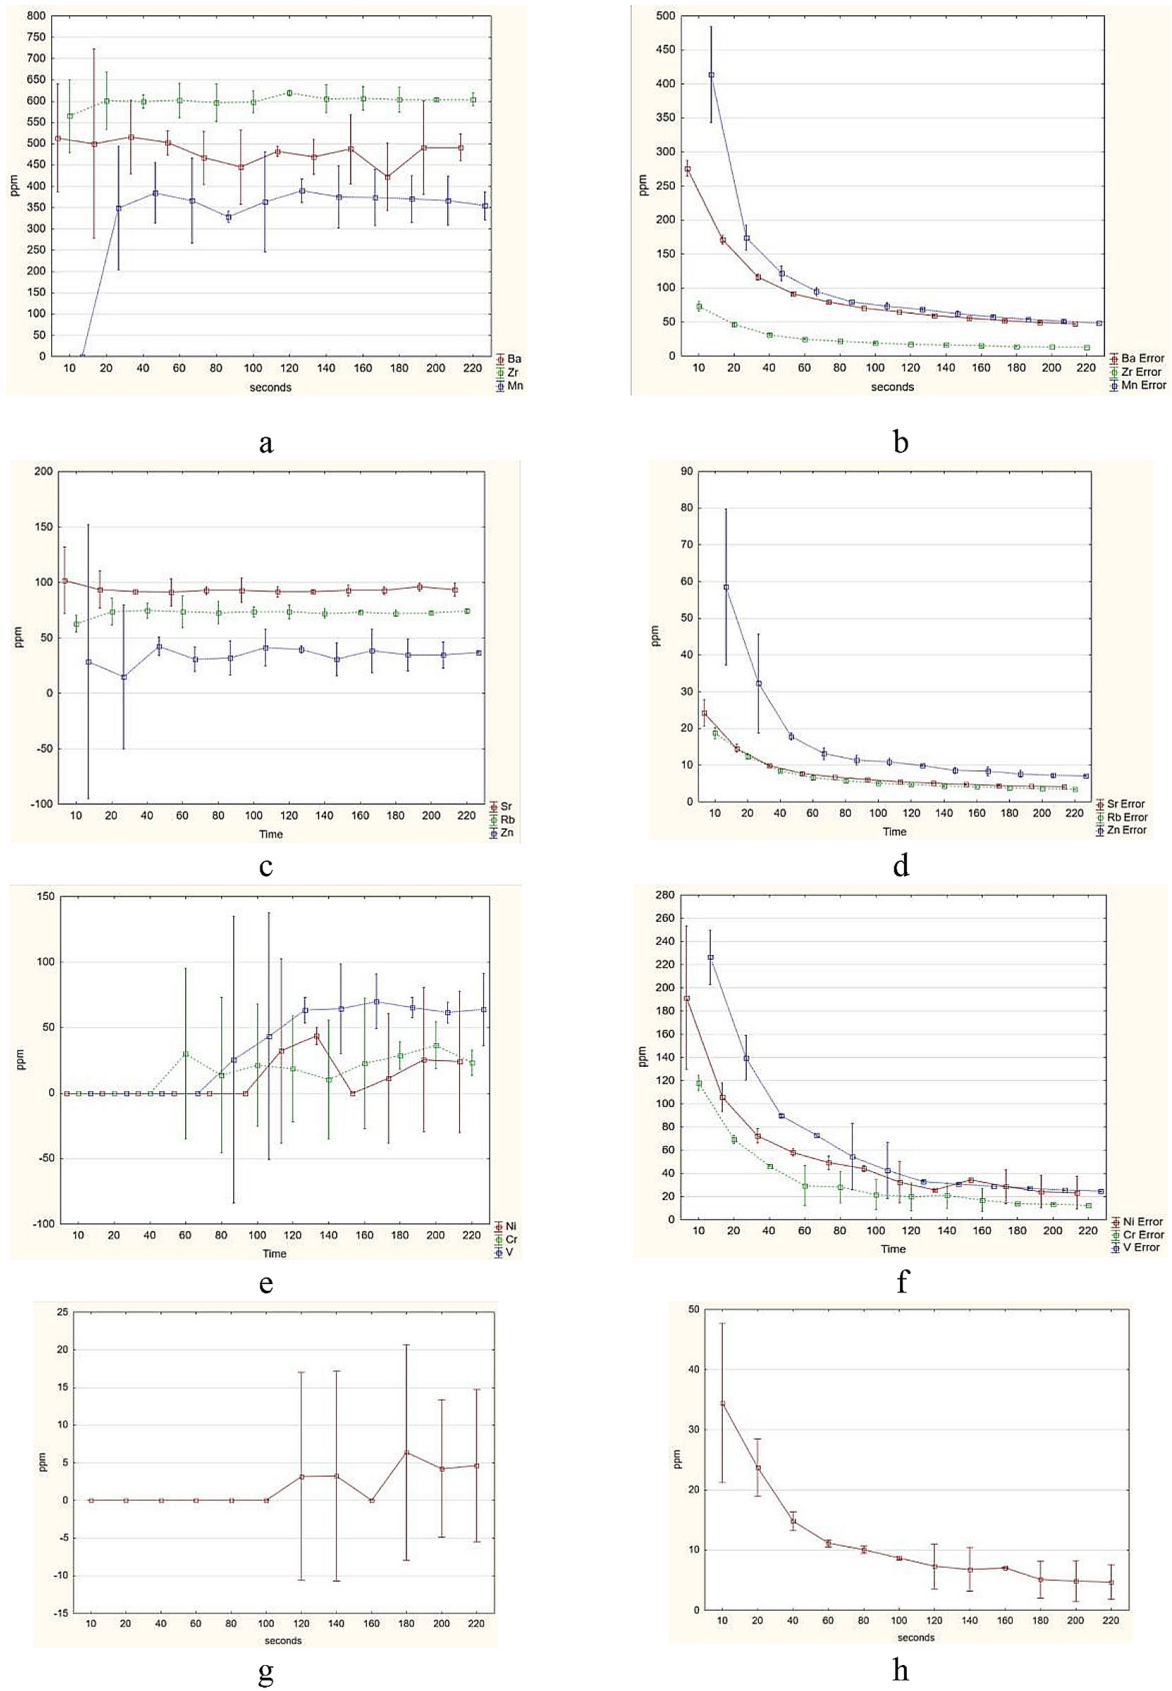 800
750
700
650
600
550
500
450
400
350
300
250
200
150
100
50
0
ppm
10 20 40 60 80 100 120 140 160 180 200 220
seconds
Ba
Zr
Mn
a
500
450
400
350
300
250
200
150
100
50
0
ppm
10 20 40 60 80 100 120 140 160 180 200 220
seconds
Ba Error
Zr Error
Mn Error
b
200
150
100
50
0
-50
-100
ppm
10 20 40 60 80 100 120 140 160 180 200 220
Time
Sr
Rb
Zn
c
90
80
70
60
50
40
30
20
10
0
ppm
10 20 40 60 80 100 120 140 160 180 200 220
Time
Sr Error
Rb Error
Zn Error
d
150
100
50
0
-50
-100
ppm
10 20 40 60 80 100 120 140 160 180 200 220
Time
Ni
Cr
V
e
280
260
240
220
200
180
160
140
120
100
80
60
40
20
0
ppm
10 20 40 60 80 100 120 140 160 180 200 220
Time
Ni Error
Cr Error
V Error
f
25
20
15
10
5
0
-5
-10
-15
ppm
10 20 40 60 80 100 120 140 160 180 200 220
seconds
g
50
40
30
20
10
0
ppm
10 20 40 60 80 100 120 140 160 180 200 220
seconds
h